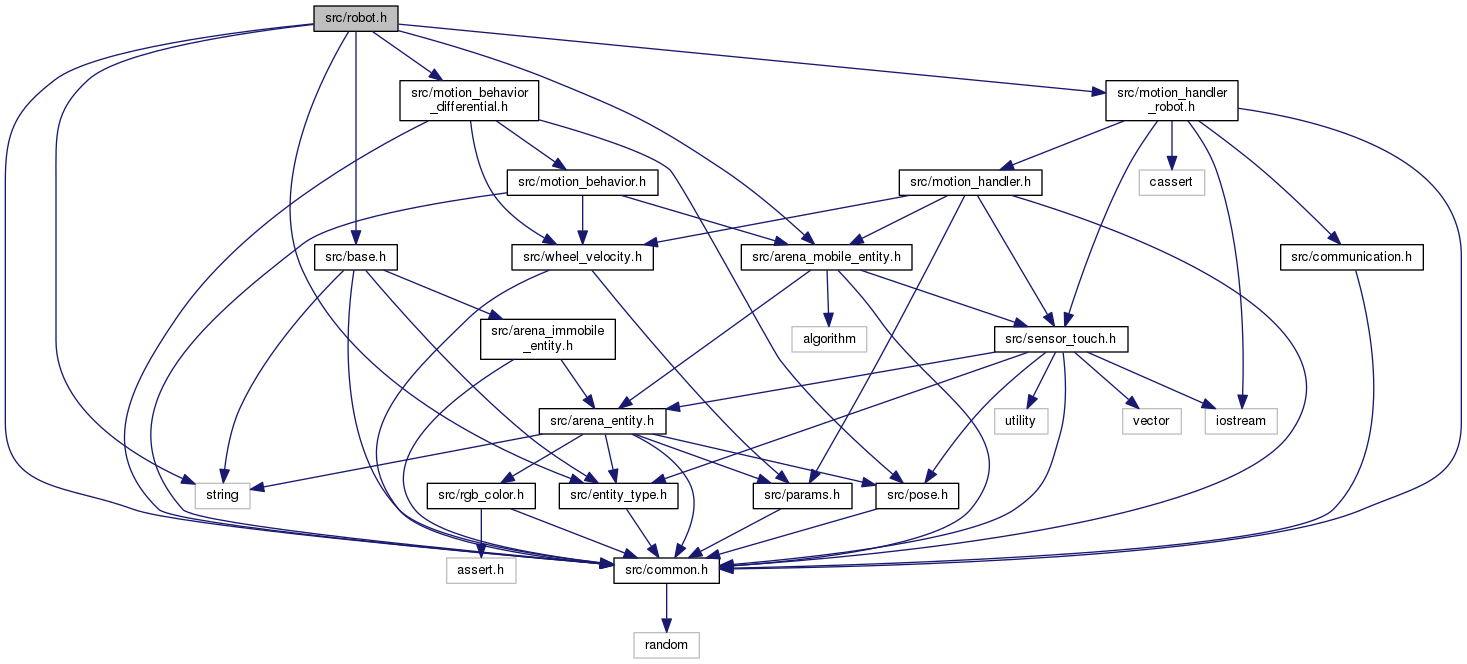 src/robot.h
src/motion_behavior
_differential.h
src/motion_handler
_robot.h
src/motion_behavior.h
src/motion_handler.h
cassert
src/base.h
src/wheel_velocity.h
src/arena_mobile_entity.h
src/communication.h
src/arena_immobile
_entity.h
algorithm
src/sensor_touch.h
src/arena_entity.h
utility
vector
iostream
string
src/rgb_color.h
src/entity_type.h
src/params.h
src/pose.h
assert.h
src/common.h
random